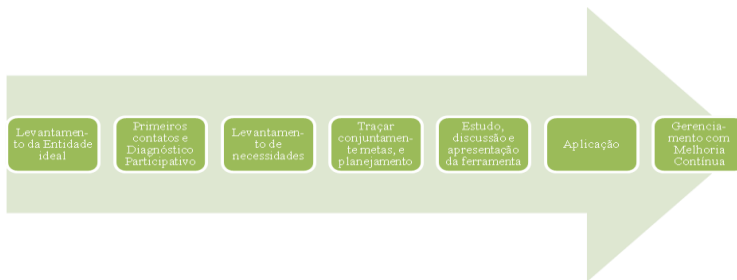 Levantamen-
to da Entidade
ideal
Primeiros
contatos e
Diagnóstico
Participativo
Levantamen-
to de
necessidades
Traçar
conjuntamen-
te metas, e
planejamento
Estudo,
discussão e
apresentação
da ferramenta
Aplicação
Gerencia-
mento com
Melhoria
Contínua